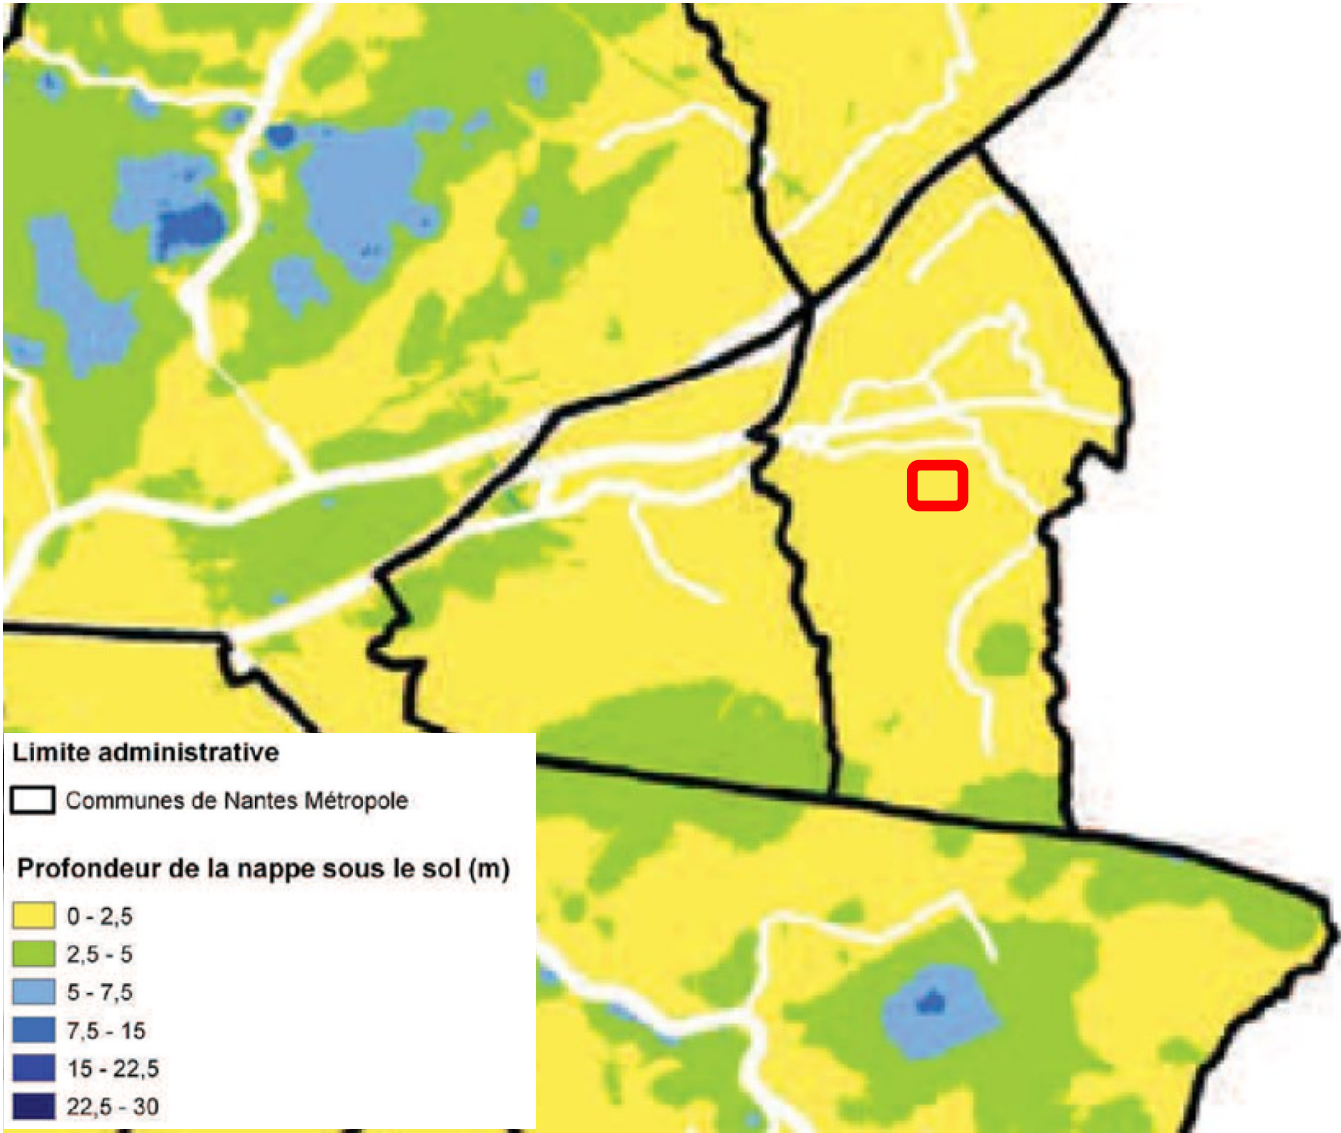 Limite administrative
Communes de Nantes Métropole
Profondeur de la nappe sous le sol (m)
0 - 2,5
2,5 - 5
5 - 7,5
7,5 - 15
15 - 22,5
22,5 - 30